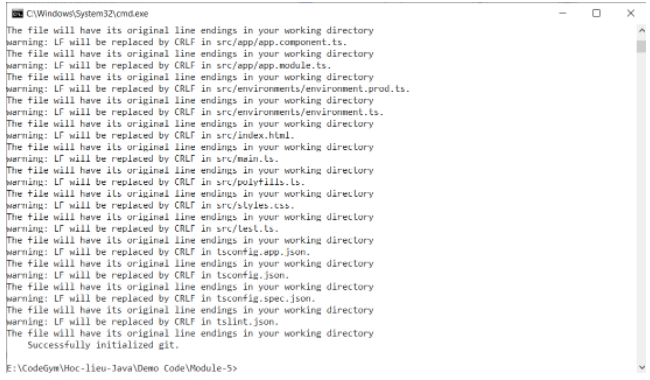 C:\Windows\System32\cmd.exe
The file will have its original line endings in your working directory
warning: LF will be replaced by CRLF in src/app/app.component.ts.
The file will have its original line endings in your working directory
warning: LF will be replaced by CRLF in src/app/app.module.ts.
The file will have its original line endings in your working directory
warning: LF will be replaced by CRLF in src/environments/environment.prod.ts.
The file will have its original line endings in your working directory
warning: LF will be replaced by CRLF in src/environments/environment.ts.
The file will have its original line endings in your working directory
warning: LF will be replaced by CRLF in src/index.html.
The file will have its original line endings in your working directory
warning: LF will be replaced by CRLF in src/main.ts.
The file will have its original line endings in your working directory
warning: LF will be replaced by CRLF in src/polyfills.ts.
The file will have its original line endings in your working directory
warning: LF will be replaced by CRLF in src/styles.css.
The file will have its original line endings in your working directory
warning: LF will be replaced by CRLF in src/test.ts.
The file will have its original line endings in your working directory
warning: LF will be replaced by CRLF in tsconfig.app.json.
The file will have its original line endings in your working directory
warning: LF will be replaced by CRLF in tsconfig.json.
The file will have its original line endings in your working directory
warning: LF will be replaced by CRLF in tsconfig.spec.json.
The file will have its original line endings in your working directory
warning: LF will be replaced by CRLF in tslint.json.
The file will have its original line endings in your working directory
Successfully initialized git.
E:\CodeGym\Hoc-lieu-Java\Demo Code\Module-5>